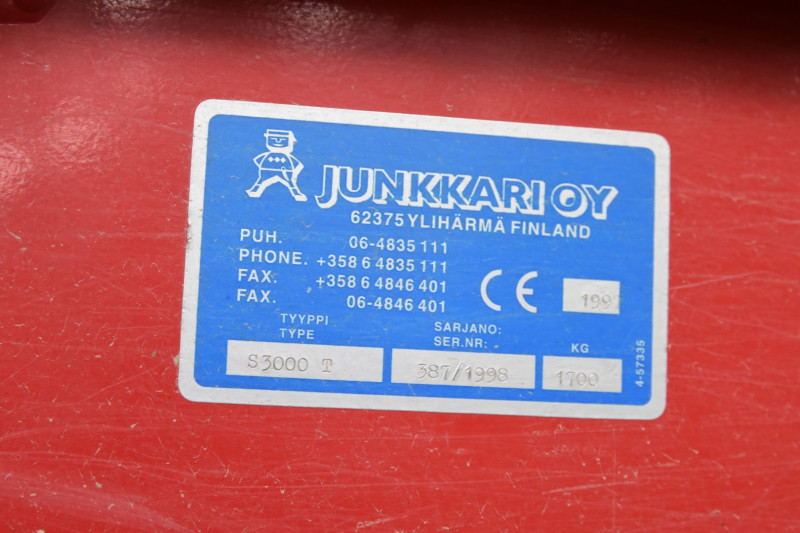 JUNKKARI OY
62375 YLIHÄRMÄ FINLAND
PUH. 06-4835 111
PHONE. +358 6 4835 111
FAX. +358 6 4846 401
FAX. 06-4846 401
CE
TYYPPI
TYPE
S3000 T
SARJANO:
SER.NR:
387/1998
KG
1700
4-57335